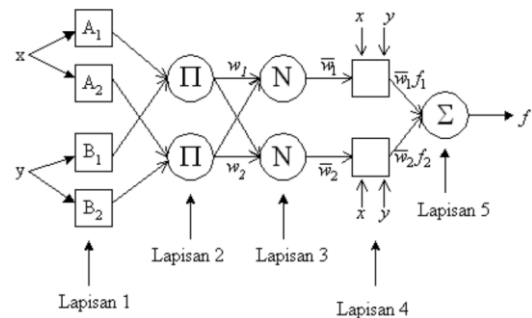 x y
A₁
w₁ w̅₁
x
Π N w̅₁f₁
A₂
Σ f
B₁
y
Π N w̅₂f₂
w₂ w̅₂
B₂
x y
Lapisan 5
Lapisan 2 Lapisan 3
Lapisan 1 Lapisan 4